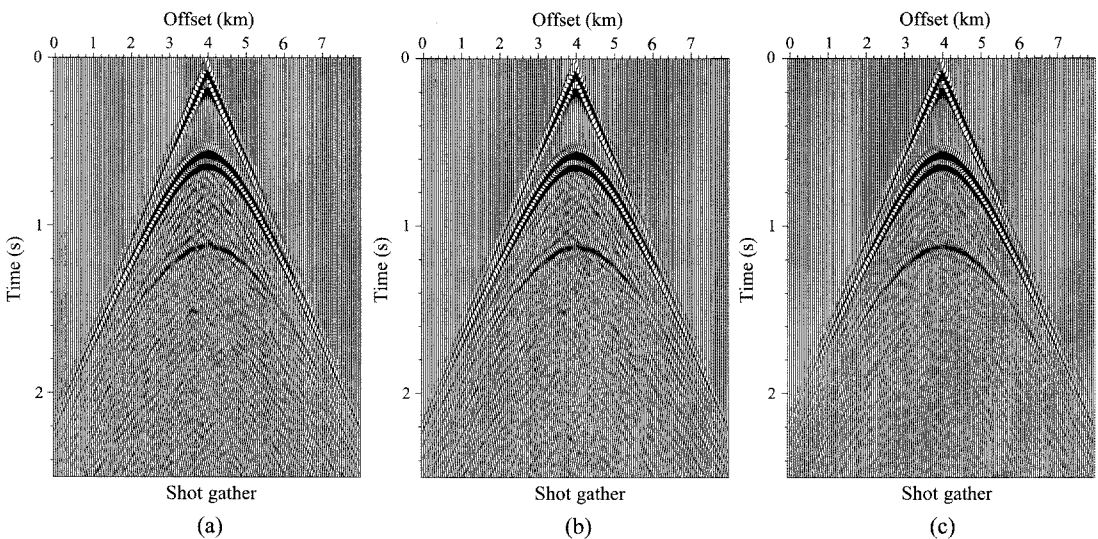 Offset (km) Offset (km) Offset (km)
0 1 2 3 4 5 6 7 0 1 2 3 4 5 6 7 0 1 2 3 4 5 6 7
0 0 0
1 1 1
Time (s) Time (s) Time (s)
2 2 2
Shot gather Shot gather Shot gather
(a) (b) (c)